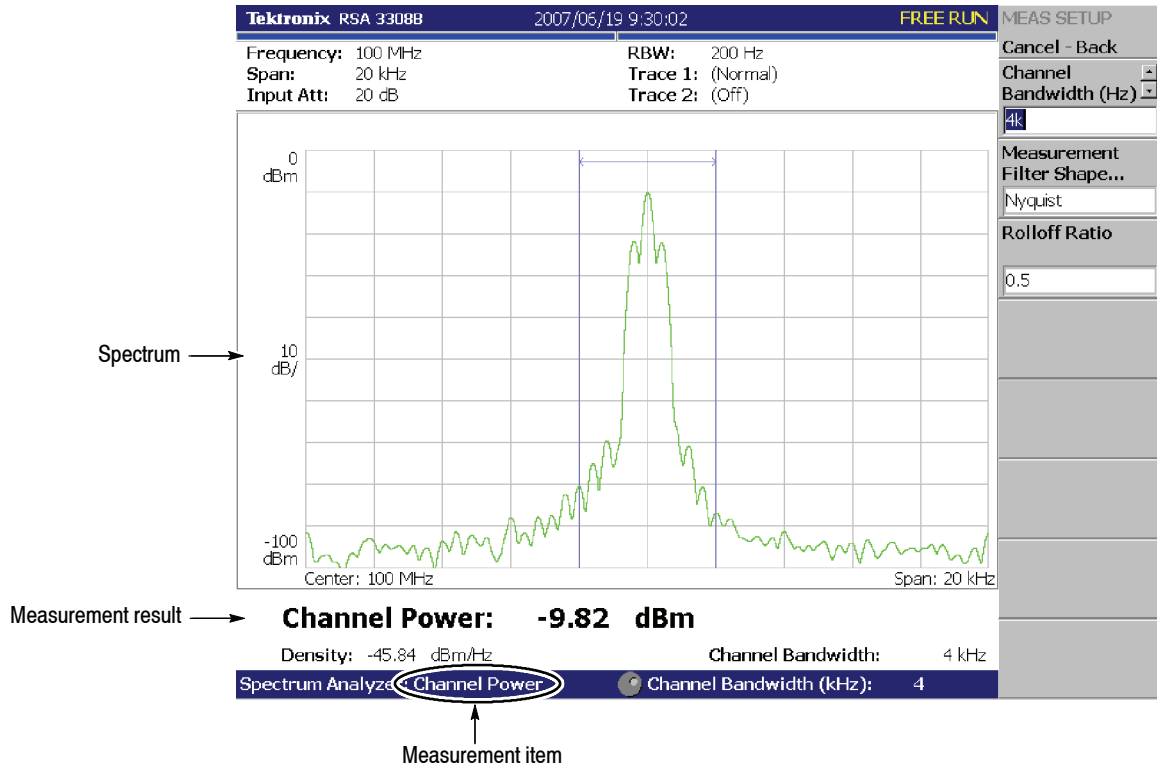 Tektronix RSA 3308B 2007/06/19 9:30:02 FREE RUN
MEAS SETUP
Frequency: 100 MHz RBW: 200 Hz
Span: 20 kHz Trace 1: (Normal)
Input Att: 20 dB Trace 2: (Off)
Cancel - Back
Channel
Bandwidth (Hz)
4k
Measurement
Filter Shape...
Nyquist
Rolloff Ratio
0.5
0
dBm
Spectrum
10
dB/
-100
dBm
Center: 100 MHz Span: 20 kHz
Measurement result
Channel Power: -9.82 dBm
Density: -45.84 dBm/Hz Channel Bandwidth: 4 kHz
Spectrum Analyzer: Channel Power Channel Bandwidth (kHz): 4
Measurement item